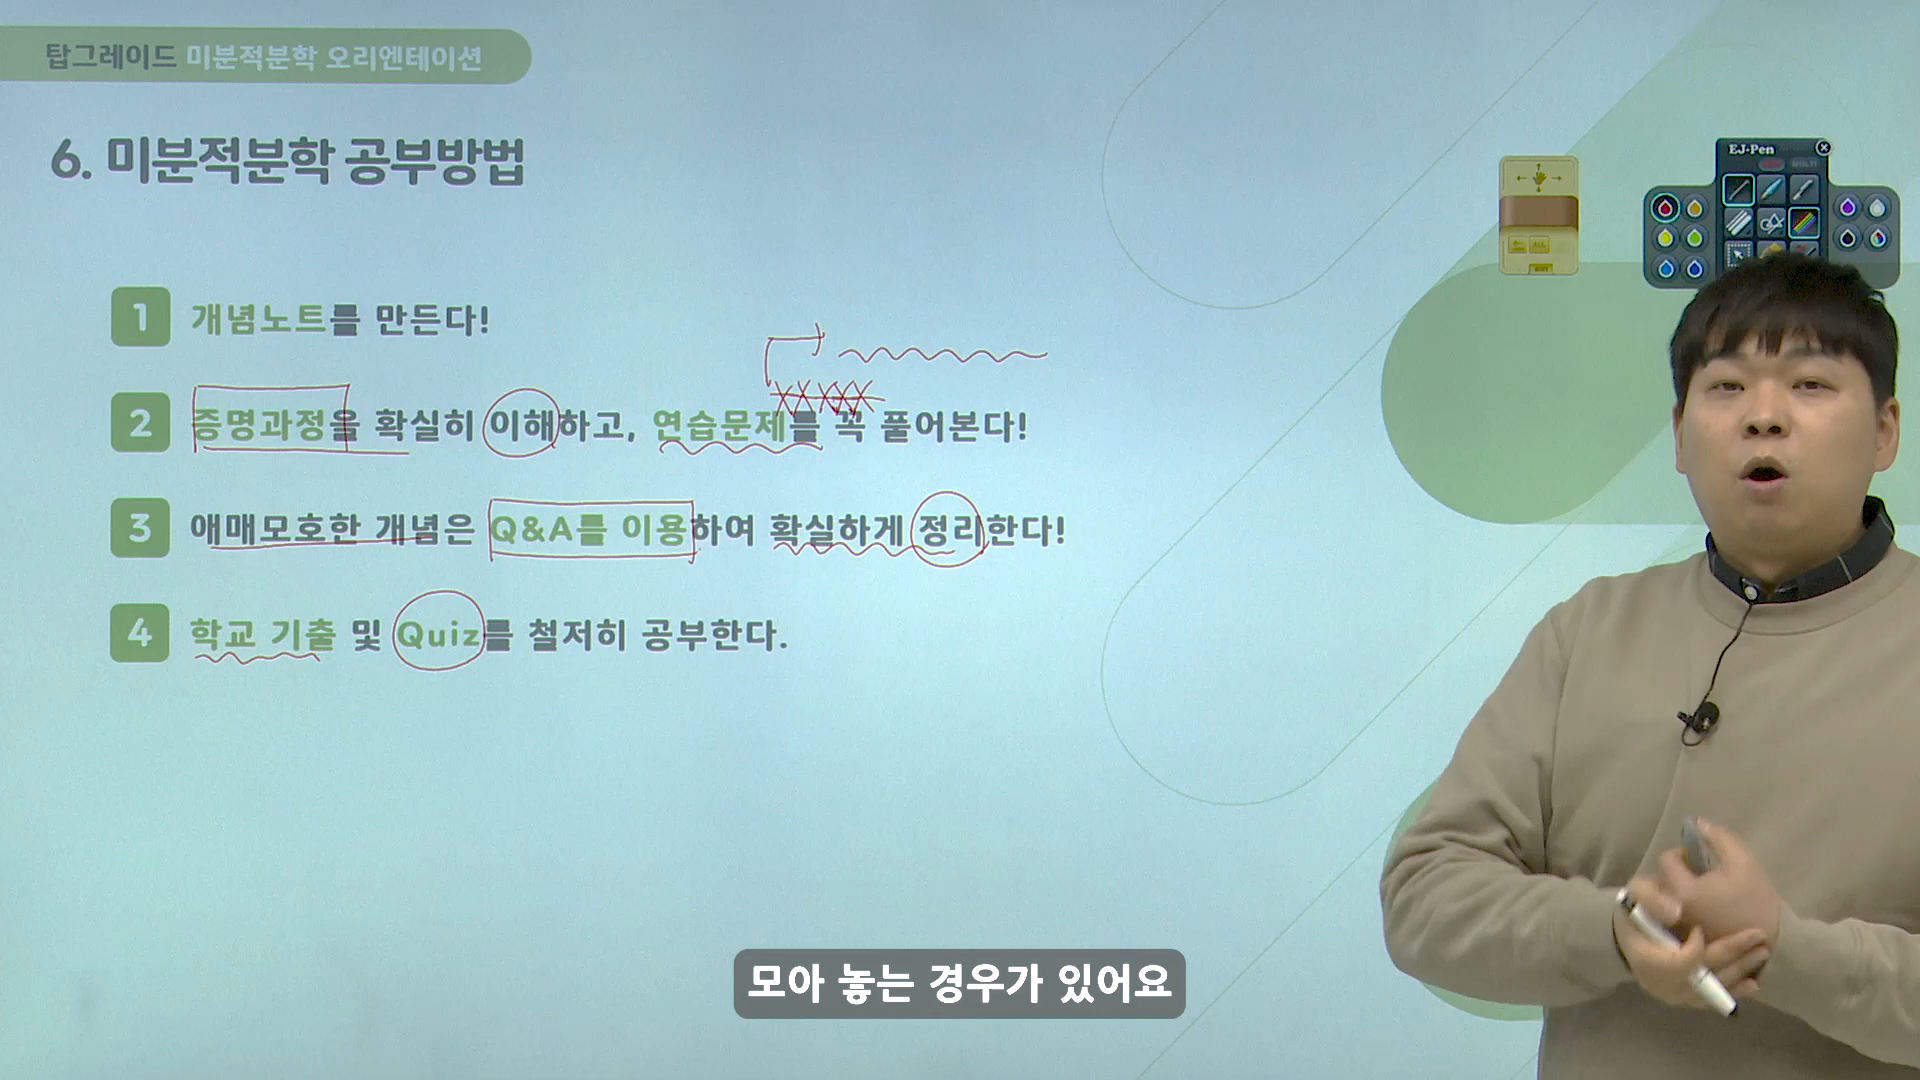 탑그레이드 미분적분학 오리엔테이션
6. 미분적분학 공부방법
EJ-Pen
1 개념노트를 만든다!
2 증명과정을 확실히 이해하고, 연습문제를 꼭 풀어본다!
3 애매모호한 개념은 Q&A를 이용하여 확실하게 정리한다!
4 학교 기출 및 Quiz를 철저히 공부한다.
모아 놓는 경우가 있어요